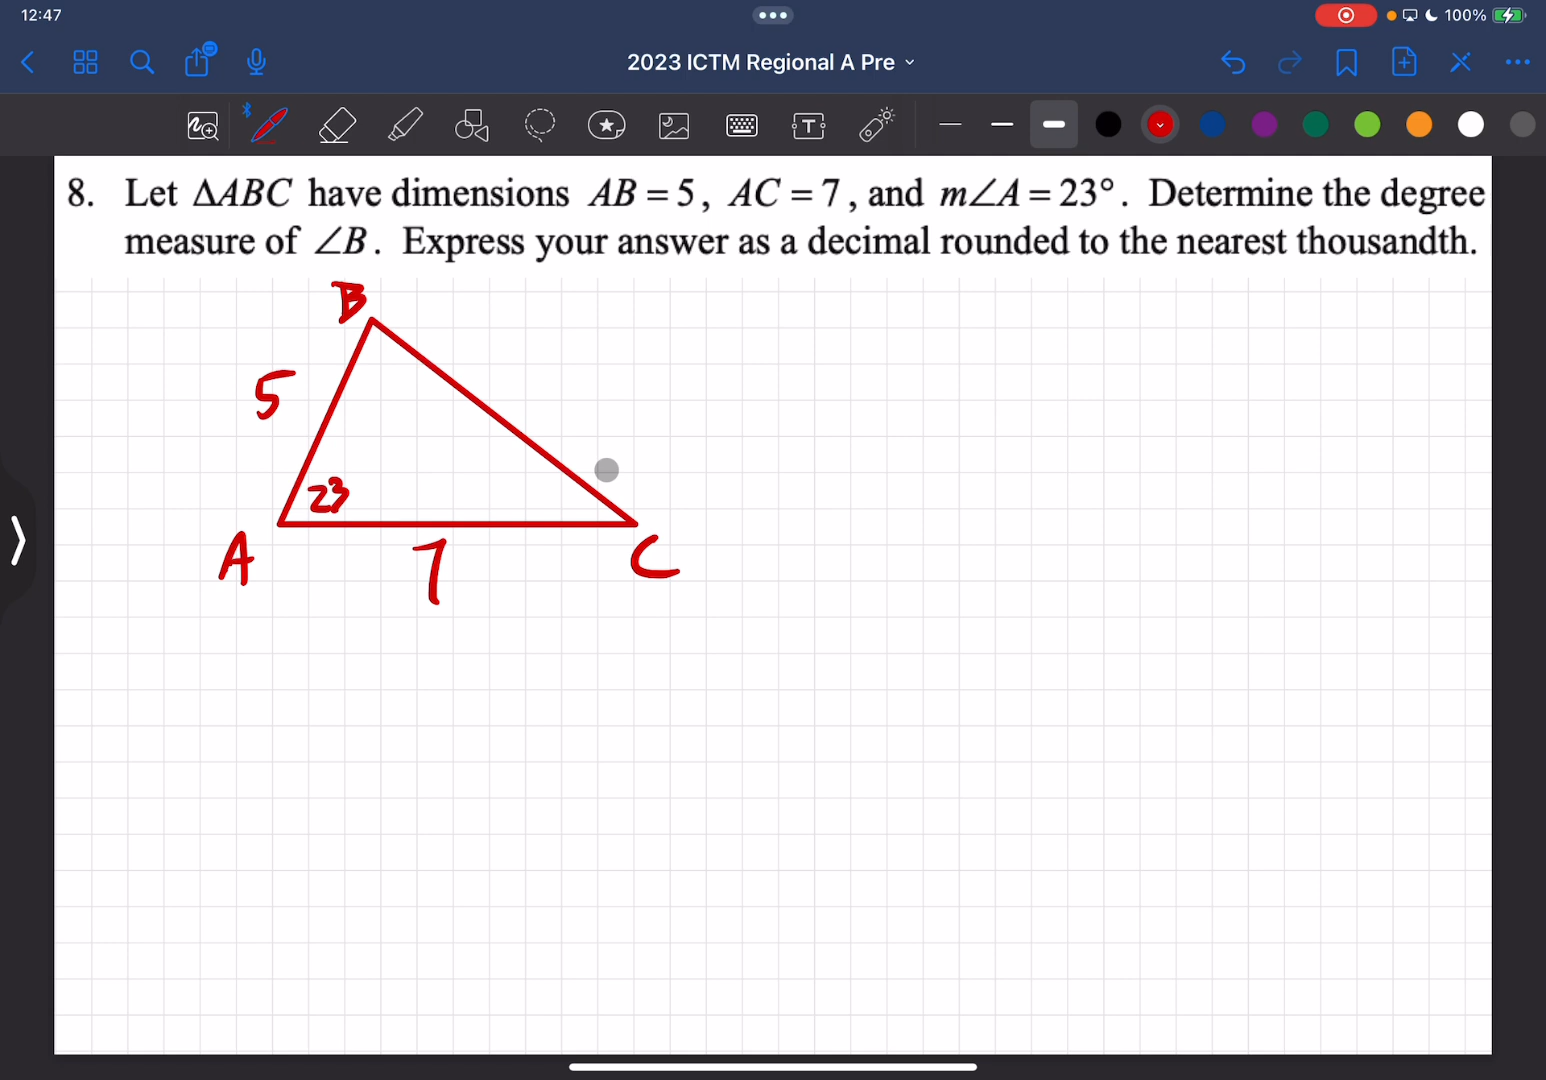 12:47
100%
2023 ICTM Regional A Pre
8. Let ΔABC have dimensions AB = 5, AC = 7, and m∠A = 23°. Determine the degree
measure of ∠B. Express your answer as a decimal rounded to the nearest thousandth.
B
5
23
A
7
C